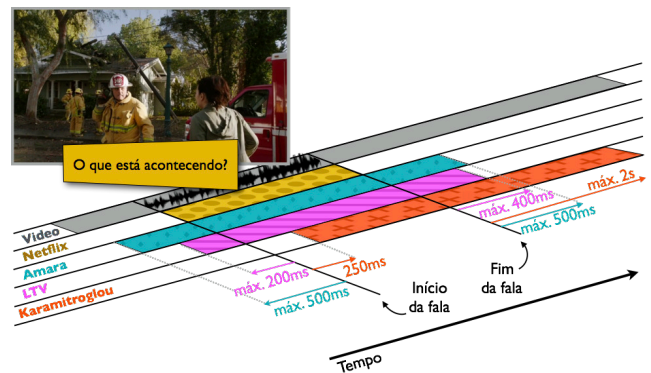 O que está acontecendo?
Vídeo
Netflix
Amara
LTV
Karamitroglou
máx. 2s
máx. 400ms
máx. 500ms
250ms
máx. 200ms
máx. 500ms
Início
da fala
Fim
da fala
Tempo